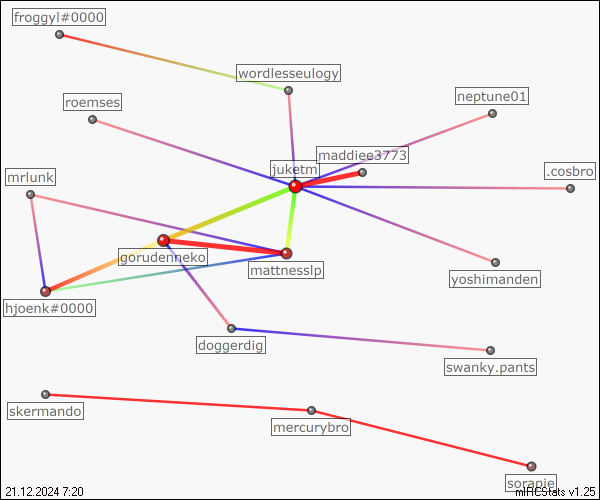 froggyl#0000
wordlesseulogy
roemses
neptune01
maddiee3773
juketm
.cosbro
mrlunk
gorudenneko
mattnesslp
yoshimanden
hjoenk#0000
doggerdig
swanky.pants
skermando
mercurybro
sorapie
21.12.2024 7:20
mIRCStats v1.25